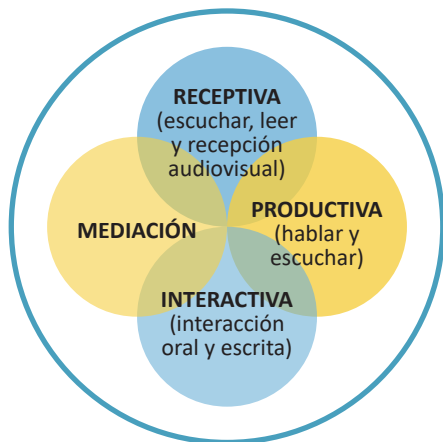 RECEPTIVA
(escuchar, leer
y recepción
audiovisual)
MEDIACIÓN
PRODUCTIVA
(hablar y
escuchar)
INTERACTIVA
(interacción
oral y escrita)